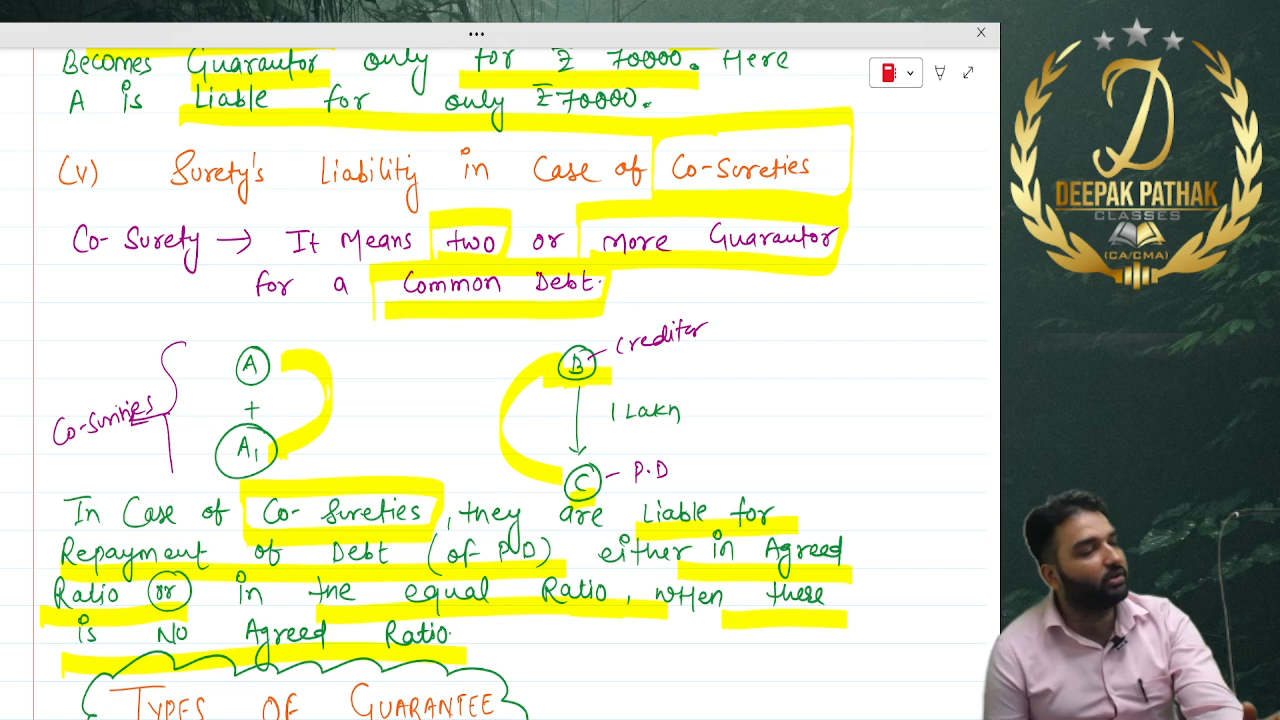 Becomes Guarantor only for ₹ 70000. Here
A is Liable for only ₹70000.
(v) Surety's Liability in Case of Co-Sureties
Co-Surety → It Means two or more Guarantor
for a Common Debt.
A
+
A1
Co-Surities
B - Creditor
1 Lakh
C - P.D
In Case of Co-Sureties, they are Liable for
Repayment of Debt (of P.D) either in Agreed
Ratio or in the equal Ratio, when there
is No Agreed Ratio.
TYPES OF GUARANTEE
D
DEEPAK PATHAK
CLASSES
(CA/CMA)